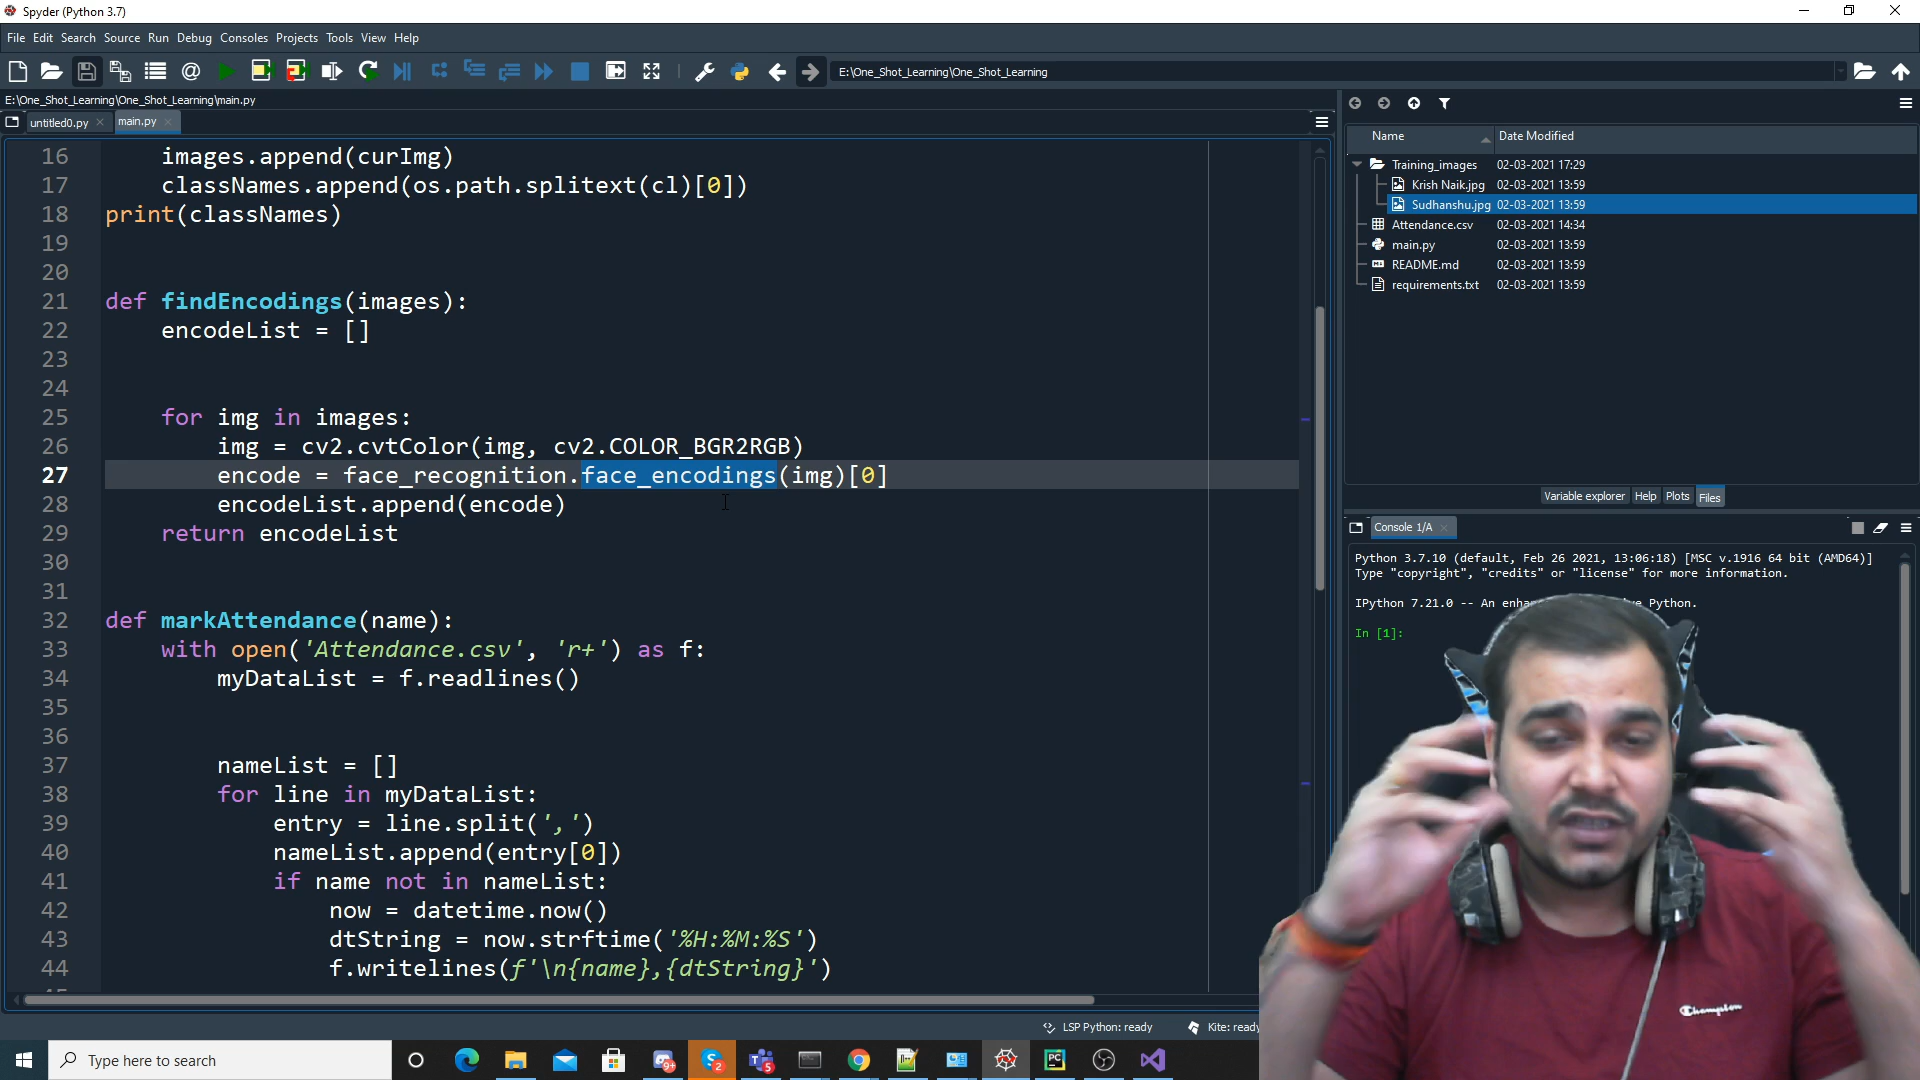 Spyder (Python 3.7)
File Edit Search Source Run Debug Consoles Projects Tools View Help
E:\One_Shot_Learning\One_Shot_Learning
E:\One_Shot_Learning\One_Shot_Learning\main.py
untitled0.py
main.py
16 images.append(curImg)
17 classNames.append(os.path.splitext(cl)[0])
18 print(classNames)
19
20
21 def findEncodings(images):
22 encodeList = []
23
24
25 for img in images:
26 img = cv2.cvtColor(img, cv2.COLOR_BGR2RGB)
27 encode = face_recognition.face_encodings(img)[0]
28 encodeList.append(encode)
29 return encodeList
30
31
32 def markAttendance(name):
33 with open('Attendance.csv', 'r+') as f:
34 myDataList = f.readlines()
35
36
37 nameList = []
38 for line in myDataList:
39 entry = line.split(',')
40 nameList.append(entry[0])
41 if name not in nameList:
42 now = datetime.now()
43 dtString = now.strftime('%H:%M:%S')
44 f.writelines(f'\n{name},{dtString}')
Name Date Modified
Training_images 02-03-2021 17:29
Krish Naik.jpg 02-03-2021 13:59
Sudhanshu.jpg 02-03-2021 13:59
Attendance.csv 02-03-2021 14:34
main.py 02-03-2021 13:59
README.md 02-03-2021 13:59
requirements.txt 02-03-2021 13:59
Variable explorer Help Plots Files
Console 1/A
Python 3.7.10 (default, Feb 26 2021, 13:06:18) [MSC v.1916 64 bit (AMD64)]
Type "copyright", "credits" or "license" for more information.
IPython 7.21.0 -- An Python.
In [1]:
Champion
LSP Python: ready
Kite: ready
Type here to search